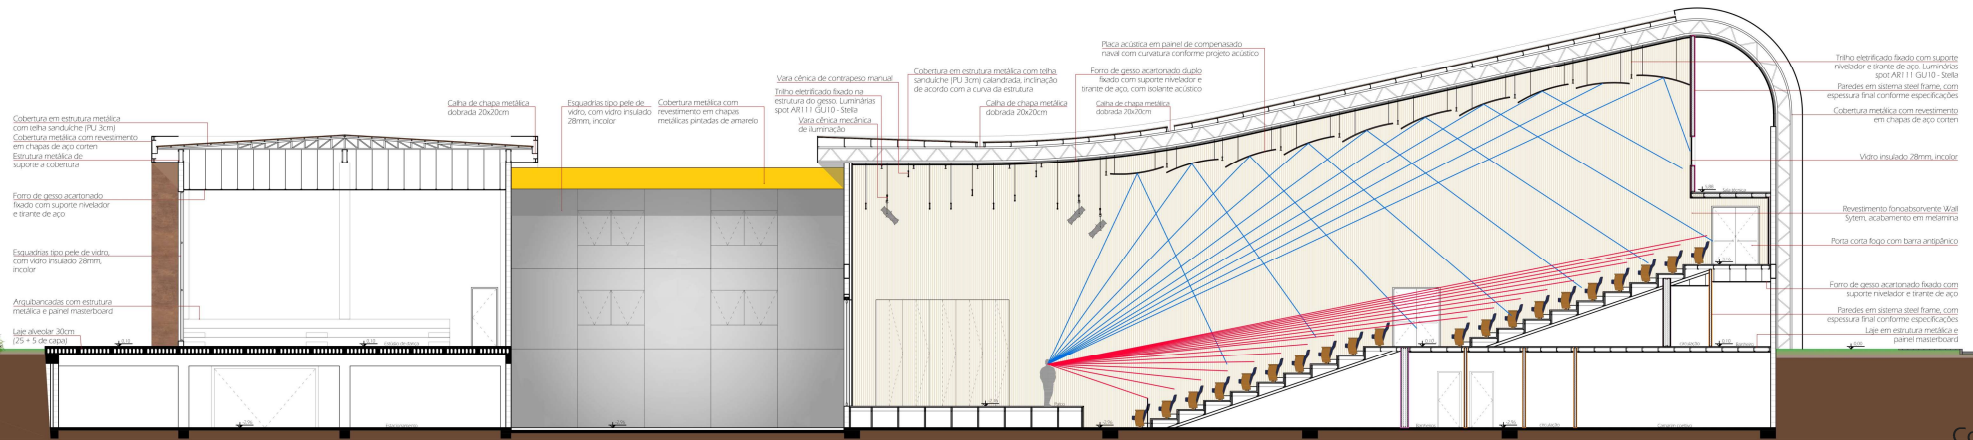 Cobertura em estrutura metálica
com telha sanduíche (PU 3cm)
Cobertura metálica com revestimento
em chapas de aço corten
Estrutura metálica de
suporte a cobertura
Forro de gesso acartonado
fixado com suporte nivelador
e tirante de aço
Esquadrias tipo pele de vidro,
com vidro insulado 28mm,
incolor
Arquibancadas com estrutura
metálica e painel masterboard
Laje alveolar 30cm
(25 + 5 de capa)
Calha de chapa metálica
dobrada 20x20cm
Esquadrias tipo pele de
vidro, com vidro insulado
28mm, incolor
Cobertura metálica com
revestimento em chapas
metálicas pintadas de amarelo
Vara cênica de contrapeso manual
Trilho eletrificado fixado na
estrutura do gesso. Luminárias
spot AR111 GU10 - Stella
Vara cênica mecânica
de iluminação
Cobertura em estrutura metálica com telha
sanduíche (PU 3cm) calandrada, inclinação
de acordo com a curva da estrutura
Calha de chapa metálica
dobrada 20x20cm
Placa acústica em painel de compensado
naval com curvatura conforme projeto acústico
Forro de gesso acartonado duplo
fixado com suporte nivelador e
tirante de aço, com isolante acústico
Calha de chapa metálica
dobrada 20x20cm
Trilho eletrificado fixado com suporte
nivelador e tirante de aço. Luminárias
spot AR111 GU10 - Stella
Paredes em sistema steel frame, com
espessura final conforme especificações
Cobertura metálica com revestimento
em chapas de aço corten
Vidro insulado 28mm, incolor
Revestimento fonoabsorvente Wall
Sytem, acabamento em melamina
Porta corta fogo com barra antipânico
Forro de gesso acartonado fixado com
suporte nivelador e tirante de aço
Paredes em sistema steel frame, com
espessura final conforme especificações
Laje em estrutura metálica e
painel masterboard
Estacionamento
Palco
Sala técnica
Circulação
Banheiro
Circulação
Camarim coletivo